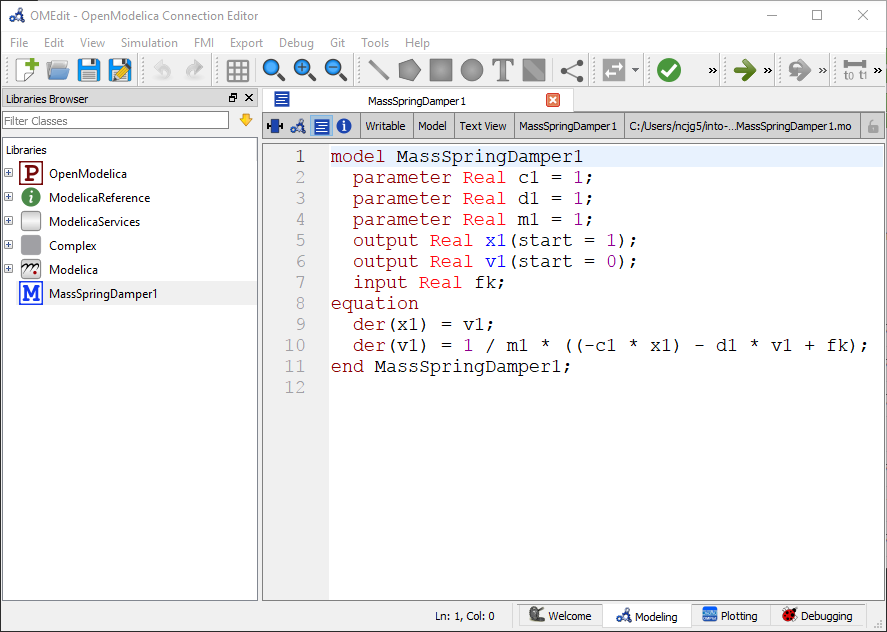 OMEdit - OpenModelica Connection Editor
File Edit View Simulation FMI Export Debug Git Tools Help
T » » » to t1 »
Libraries Browser
MassSpringDamper1
Filter Classes
Writable Model Text View MassSpringDamper1 C:/Users/ncjg5/into-...MassSpringDamper1.mo
Libraries
P OpenModelica
i ModelicaReference
ModelicaServices
Complex
Modelica
M MassSpringDamper1
1 model MassSpringDamper1
2 parameter Real c1 = 1;
3 parameter Real d1 = 1;
4 parameter Real m1 = 1;
5 output Real x1(start = 1);
6 output Real v1(start = 0);
7 input Real fk;
8 equation
9 der(x1) = v1;
10 der(v1) = 1 / m1 * ((-c1 * x1) - d1 * v1 + fk);
11 end MassSpringDamper1;
12
Ln: 1, Col: 0 Welcome Modeling Plotting Debugging